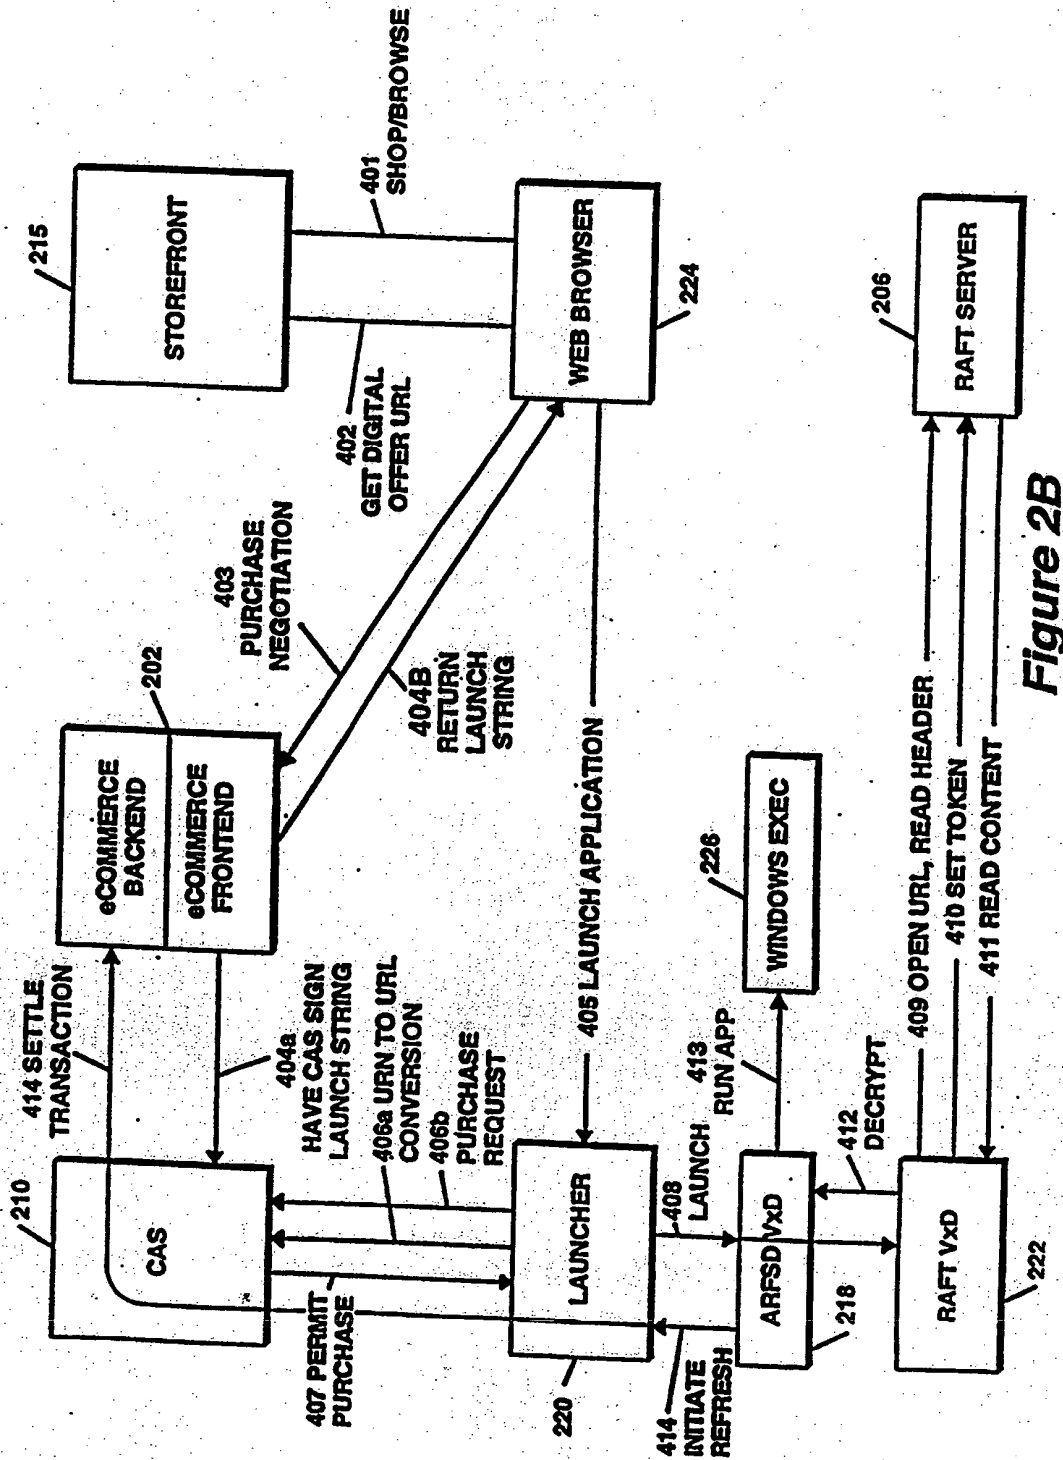 210
CAS
414 SETTLE
TRANSACTION
eCOMMERCE
BACKEND
eCOMMERCE
FRONTEND
202
215
STOREFRONT
404a
HAVE CAS SIGN
LAUNCH STRING
406a URN TO URL
CONVERSION
406b
PURCHASE
REQUEST
407 PERMIT
PURCHASE
403
PURCHASE
NEGOTIATION
404B
RETURN
LAUNCH
STRING
402
GET DIGITAL
OFFER URL
401
SHOP/BROWSE
LAUNCHER
220
405 LAUNCH APPLICATION
WEB BROWSER
224
414
INITIATE
REFRESH
408
LAUNCH
413
RUN APP
226
WINDOWS EXEC
ARFSD VxD
218
412
DECRYPT
RAFT VxD
222
409 OPEN URL, READ HEADER
410 SET TOKEN
411 READ CONTENT
206
RAFT SERVER
Figure 2B